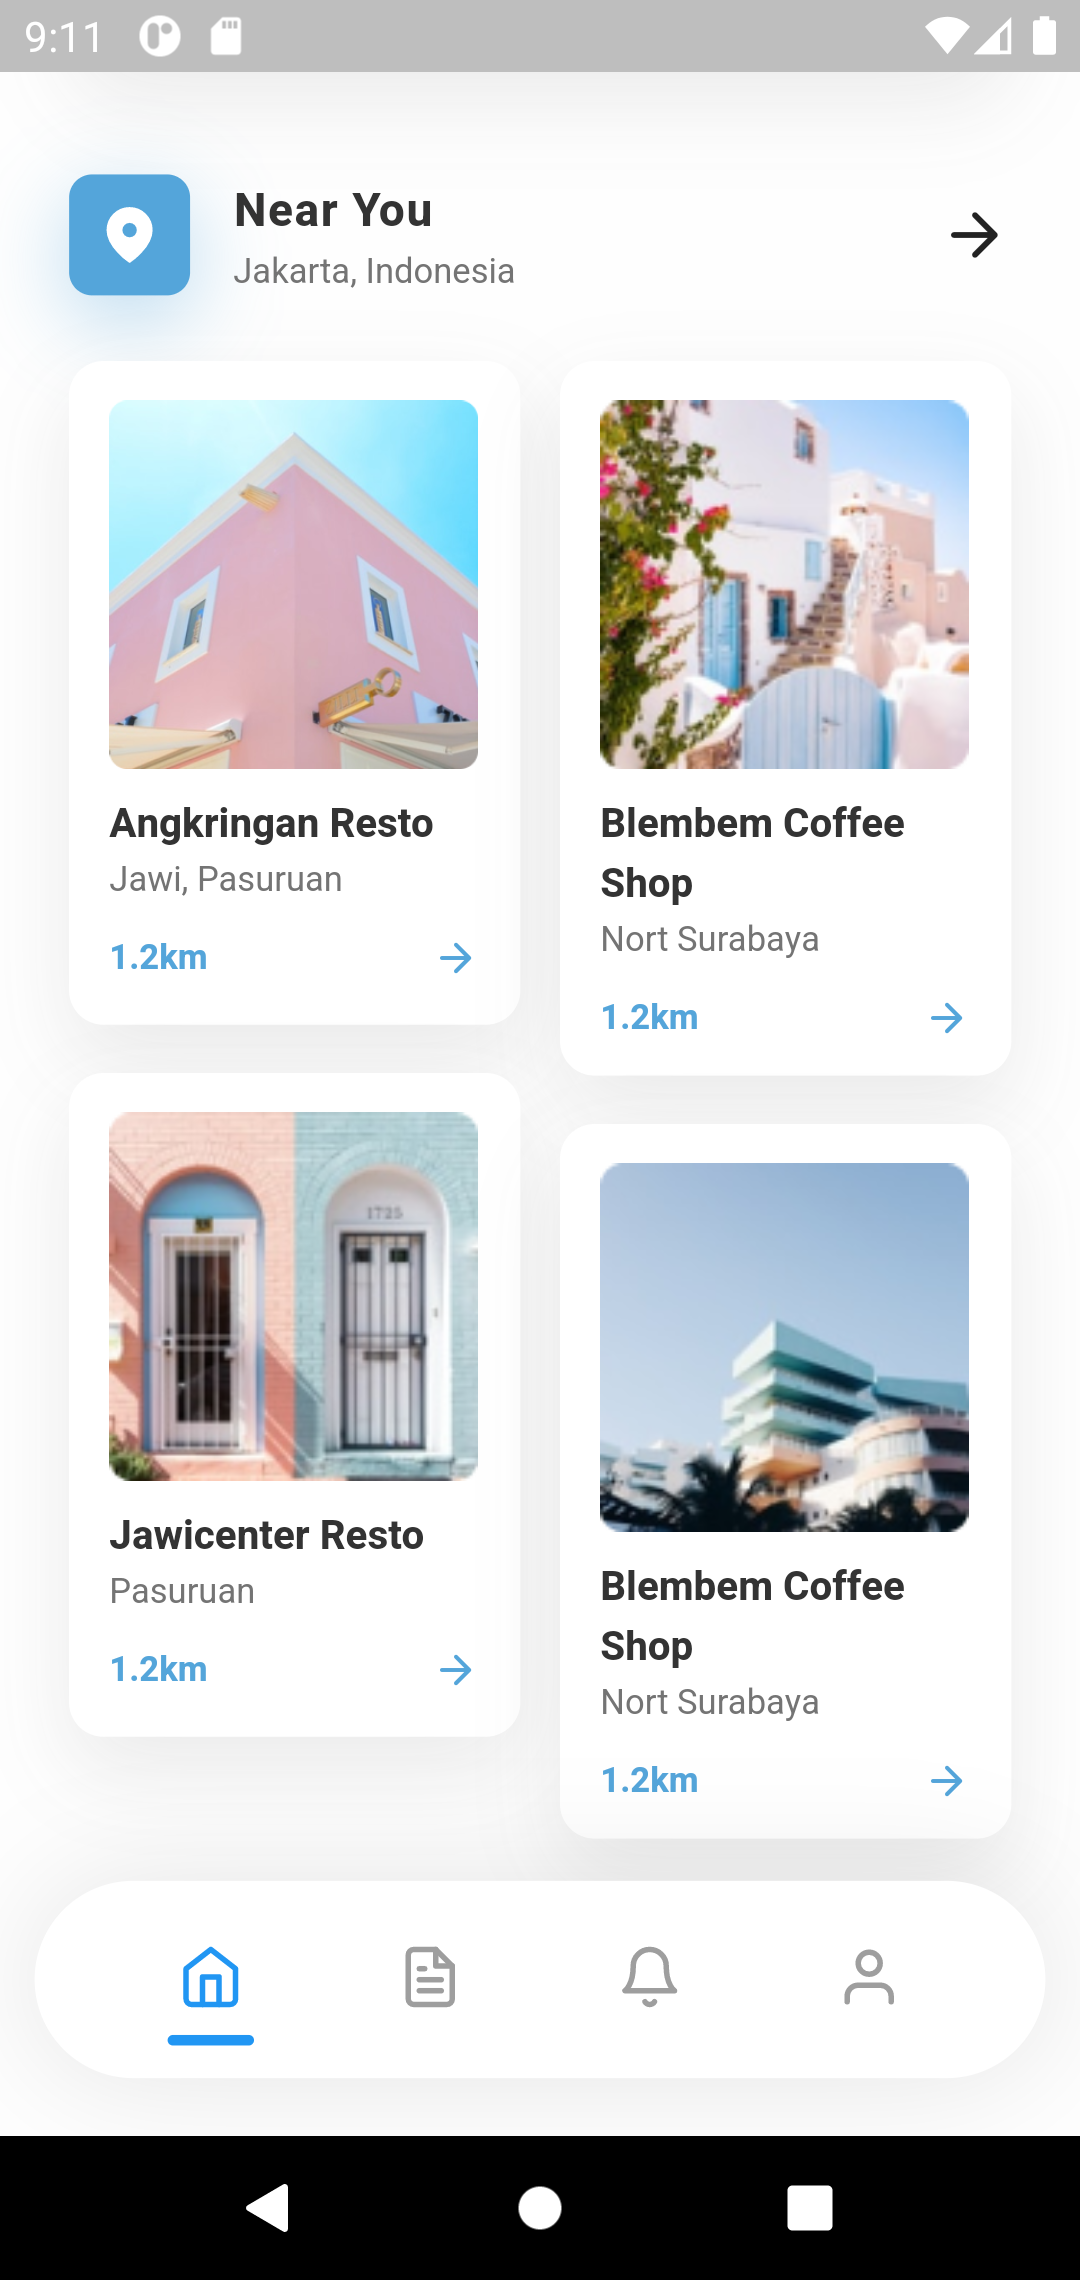 9:11
Near You
Jakarta, Indonesia
Angkringan Resto
Jawi, Pasuruan
1.2km
Blembem Coffee
Shop
Nort Surabaya
1.2km
1725
Jawicenter Resto
Pasuruan
1.2km
Blembem Coffee
Shop
Nort Surabaya
1.2km